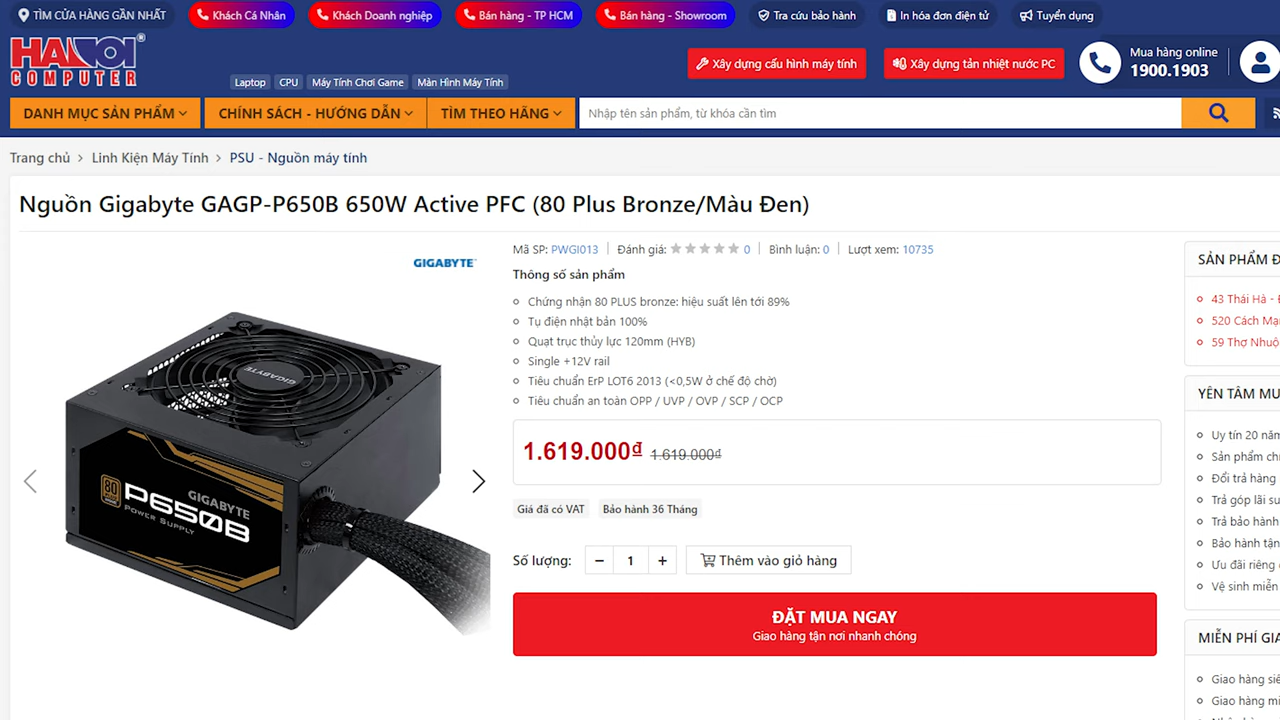 TÌM CỬA HÀNG GẦN NHẤT
Khách Cá Nhân
Khách Doanh nghiệp
Bán hàng - TP HCM
Bán hàng - Showroom
Tra cứu bảo hành
In hóa đơn điện tử
Tuyển dụng
HANOI
COMPUTER
®
Laptop
CPU
Máy Tính Chơi Game
Màn Hình Máy Tính
Xây dựng cấu hình máy tính
Xây dựng tản nhiệt nước PC
Mua hàng online
1900.1903
DANH MỤC SẢN PHẨM
CHÍNH SÁCH - HƯỚNG DẪN
TÌM THEO HÃNG
Nhập tên sản phẩm, từ khóa cần tìm
Trang chủ > Linh Kiện Máy Tính > PSU - Nguồn máy tính
Nguồn Gigabyte GAGP-P650B 650W Active PFC (80 Plus Bronze/Màu Đen)
GIGABYTE
GIGABYTE
80
GIGABYTE
P650B
POWER SUPPLY
Mã SP: PWGI013 | Đánh giá: 0 | Bình luận: 0 | Lượt xem: 10735
Thông số sản phẩm
Chứng nhận 80 PLUS bronze: hiệu suất lên tới 89%
Tụ điện nhật bản 100%
Quạt trục thủy lực 120mm (HYB)
Single +12V rail
Tiêu chuẩn ErP LOT6 2013 (<0,5W ở chế độ chờ)
Tiêu chuẩn an toàn OPP / UVP / OVP / SCP / OCP
1.619.000đ 1.619.000đ
Giá đã có VAT
Bảo hành 36 Tháng
Số lượng: − 1 +
Thêm vào giỏ hàng
ĐẶT MUA NGAY
Giao hàng tận nơi nhanh chóng
SẢN PHẨM Đ
43 Thái Hà -
520 Cách Mạ
59 Thợ Nhuộ
YÊN TÂM MU
Uy tín 20 năm
Sản phẩm ch
Đổi trả hàng
Trả góp lãi su
Trả bảo hành
Bảo hành tận
Ưu đãi riêng
Vệ sinh miễn
MIỄN PHÍ GIA
Giao hàng siê
Giao hàng mi